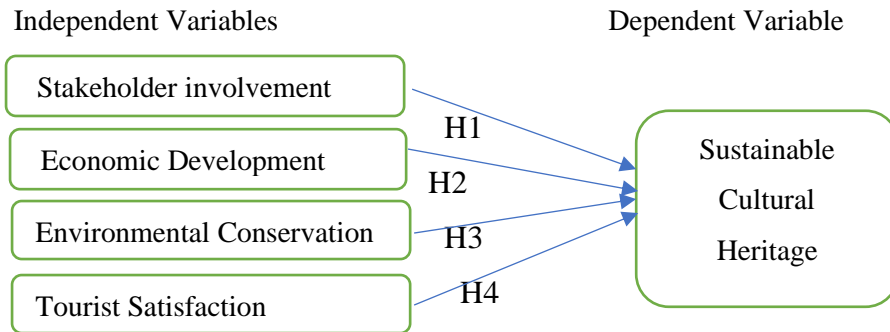 Independent Variables
Dependent Variable
Stakeholder involvement
H1
Economic Development
H2
Environmental Conservation
H3
Tourist Satisfaction
H4
Sustainable
Cultural
Heritage